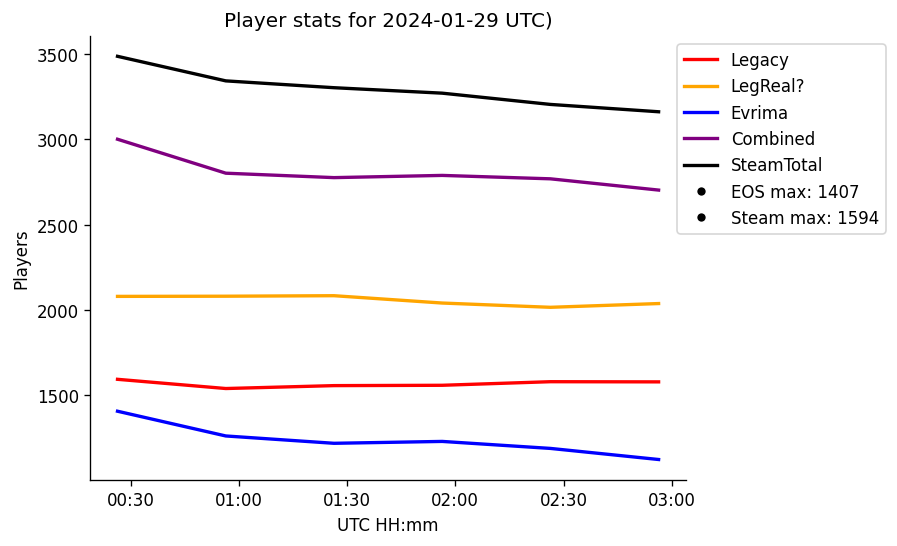 Player stats for 2024-01-29 UTC)
3500
3000
2500
2000
1500
Players
00:30 01:00 01:30 02:00 02:30 03:00
UTC HH:mm
Legacy
LegReal?
Evrima
Combined
SteamTotal
EOS max: 1407
Steam max: 1594